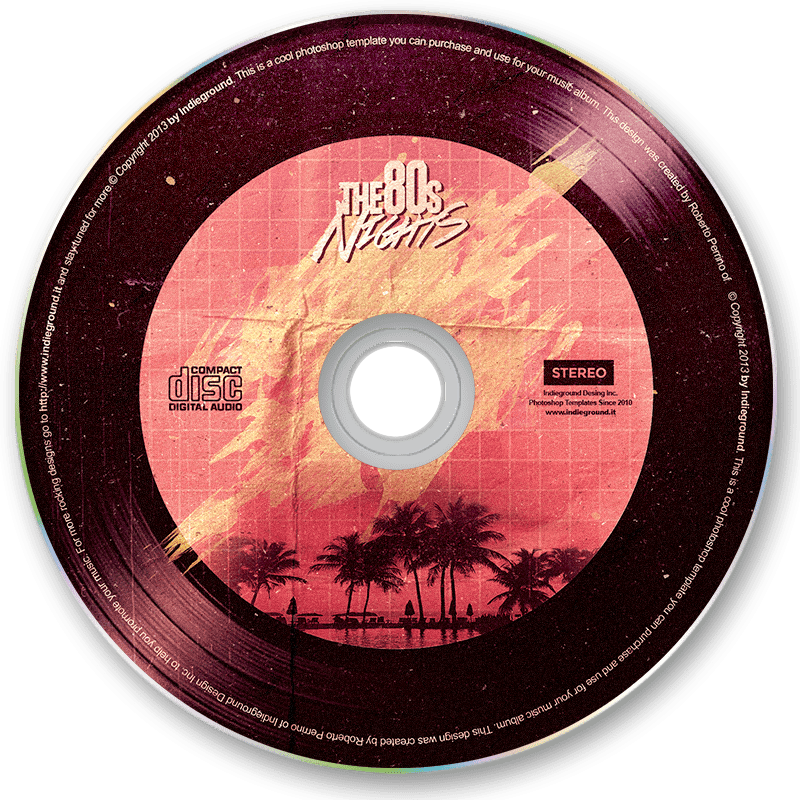 THE 80s
NIGHTS
COMPACT
disc
DIGITAL AUDIO
STEREO
Indieground Desing Inc.
Photoshop Templates Since 2010
www.indieground.it
© Copyright 2013 by Indieground. This is a cool photoshop template you can purchase and use for your music album. This design was created by Roberto Perrino of
© Copyright 2013 by Indieground. This is a cool photoshop template you can purchase and use for your music album. This design was created by Roberto Perrino of Indieground Design Inc. to help you promote your music. For more rocking designs go to http://www.indieground.it and stay tuned for more.